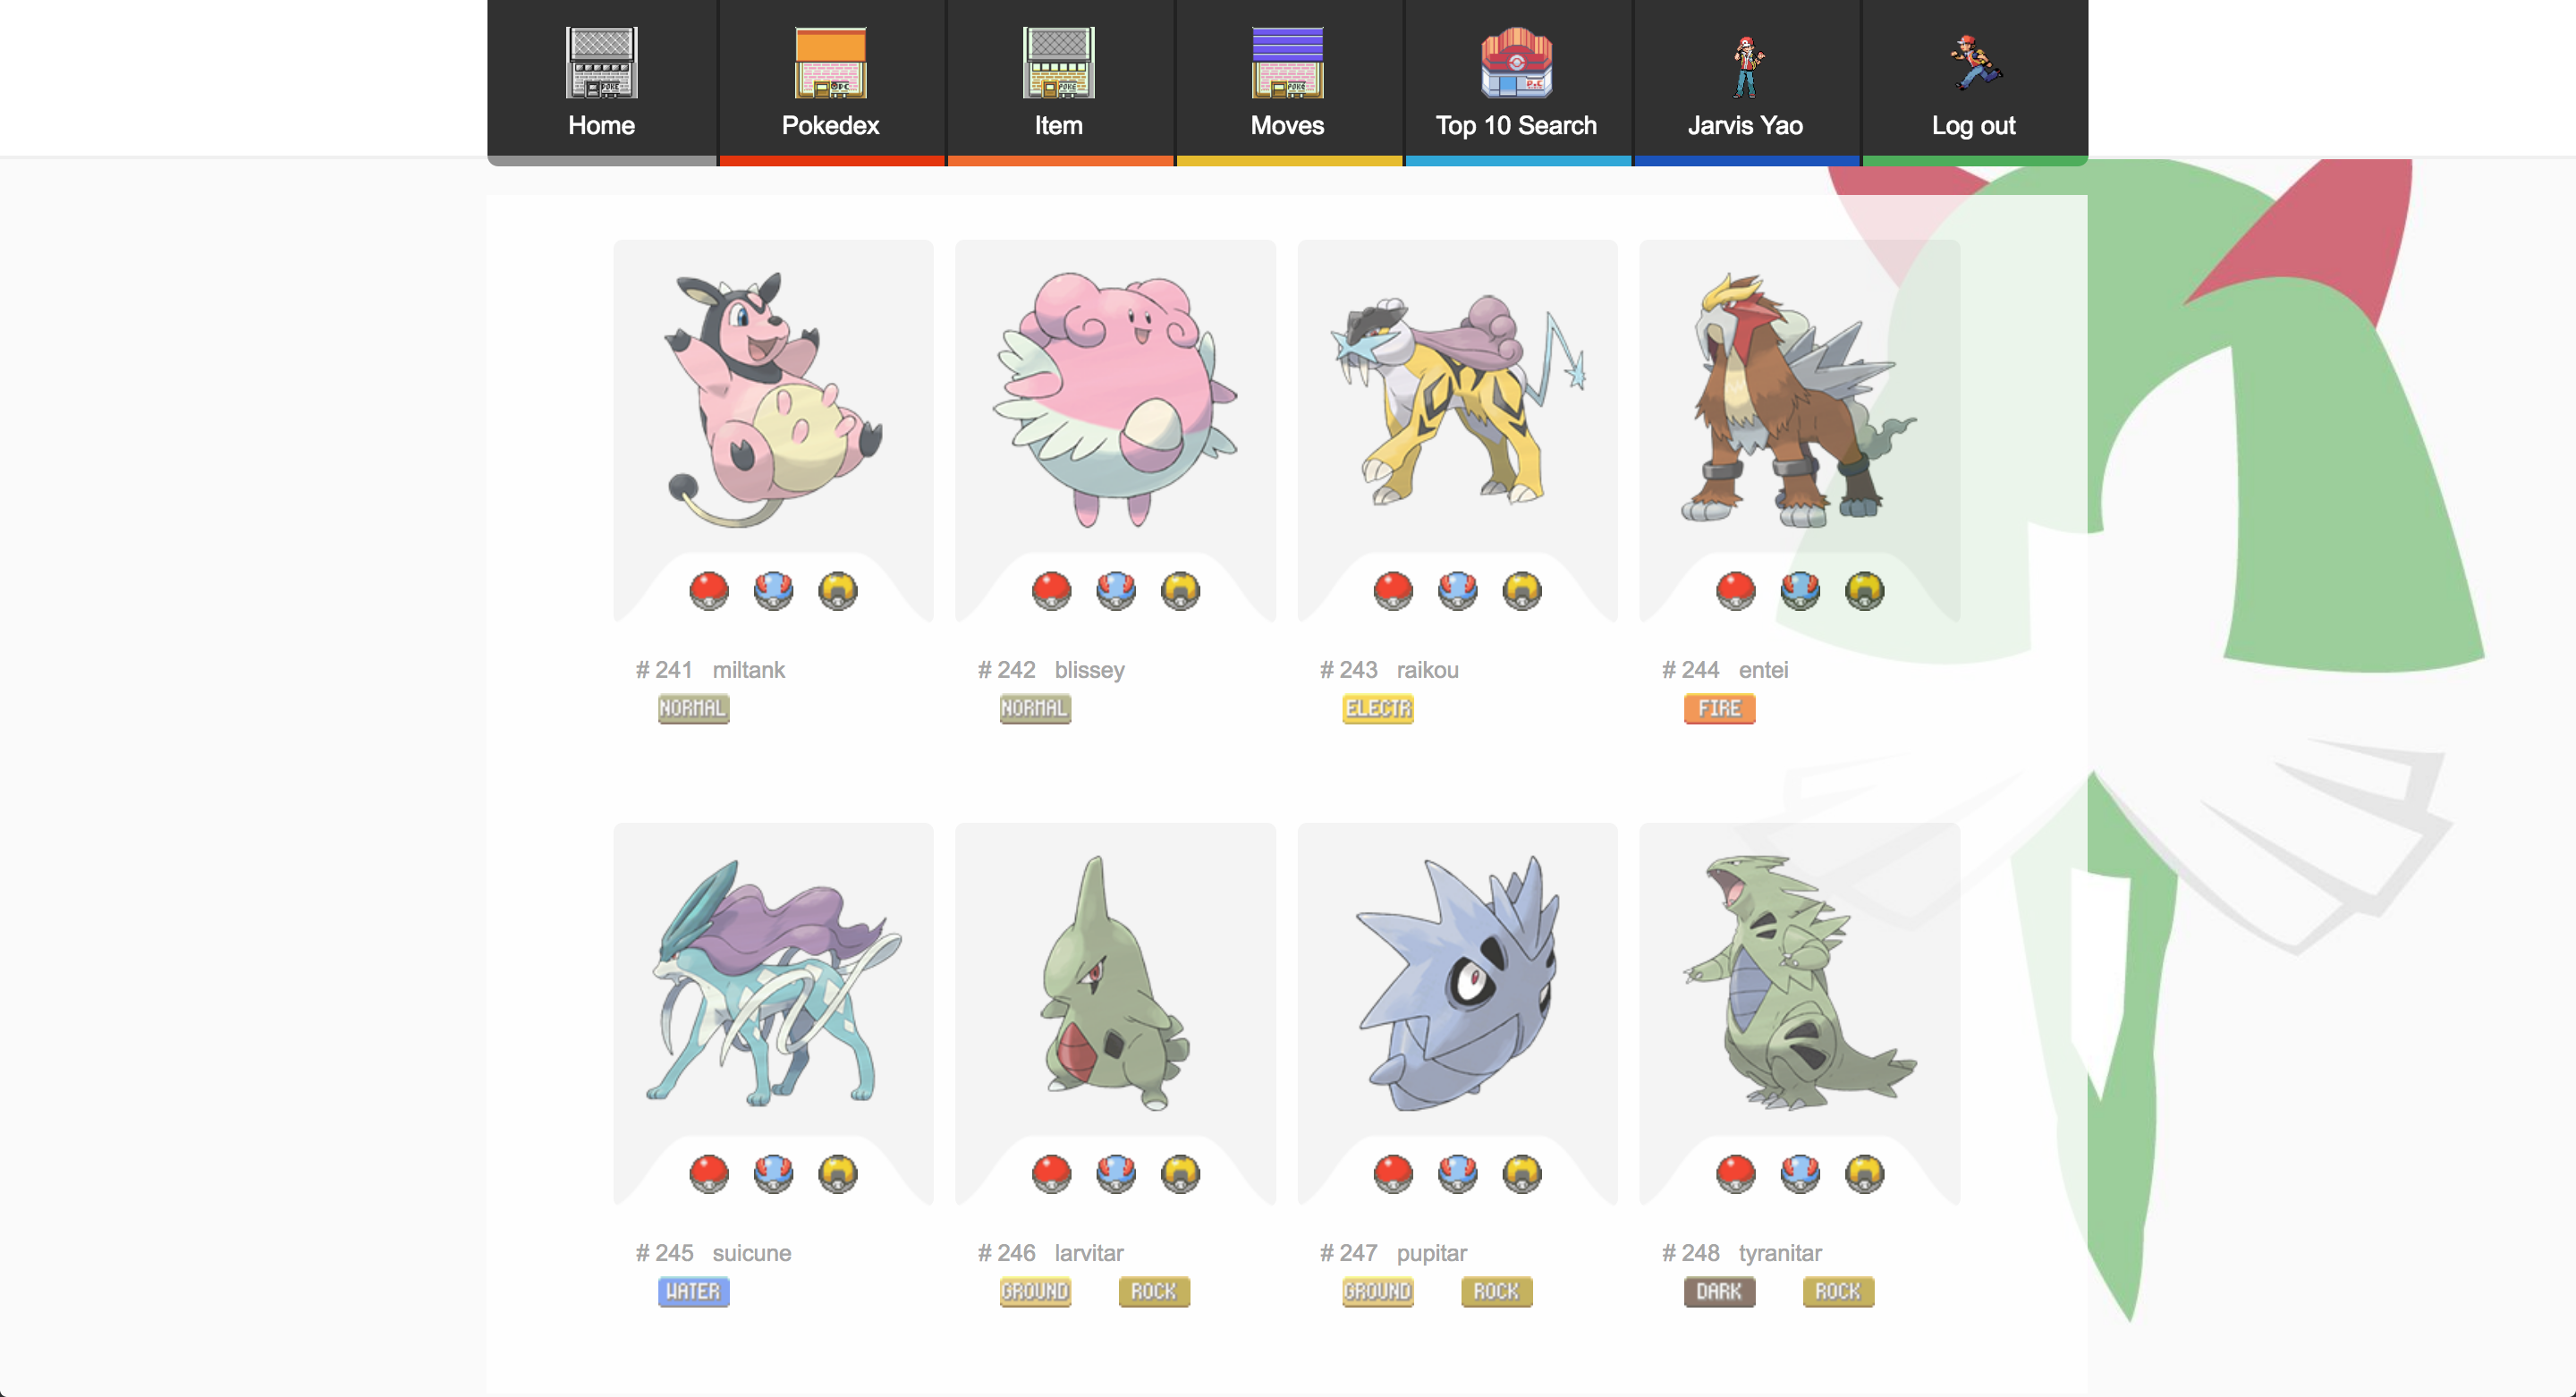 Home
Pokedex
Item
Moves
Top 10 Search
Jarvis Yao
Log out
# 241 miltank
NORMAL
# 242 blissey
NORMAL
# 243 raikou
ELECTR
# 244 entei
FIRE
# 245 suicune
WATER
# 246 larvitar
GROUND ROCK
# 247 pupitar
GROUND ROCK
# 248 tyranitar
DARK ROCK